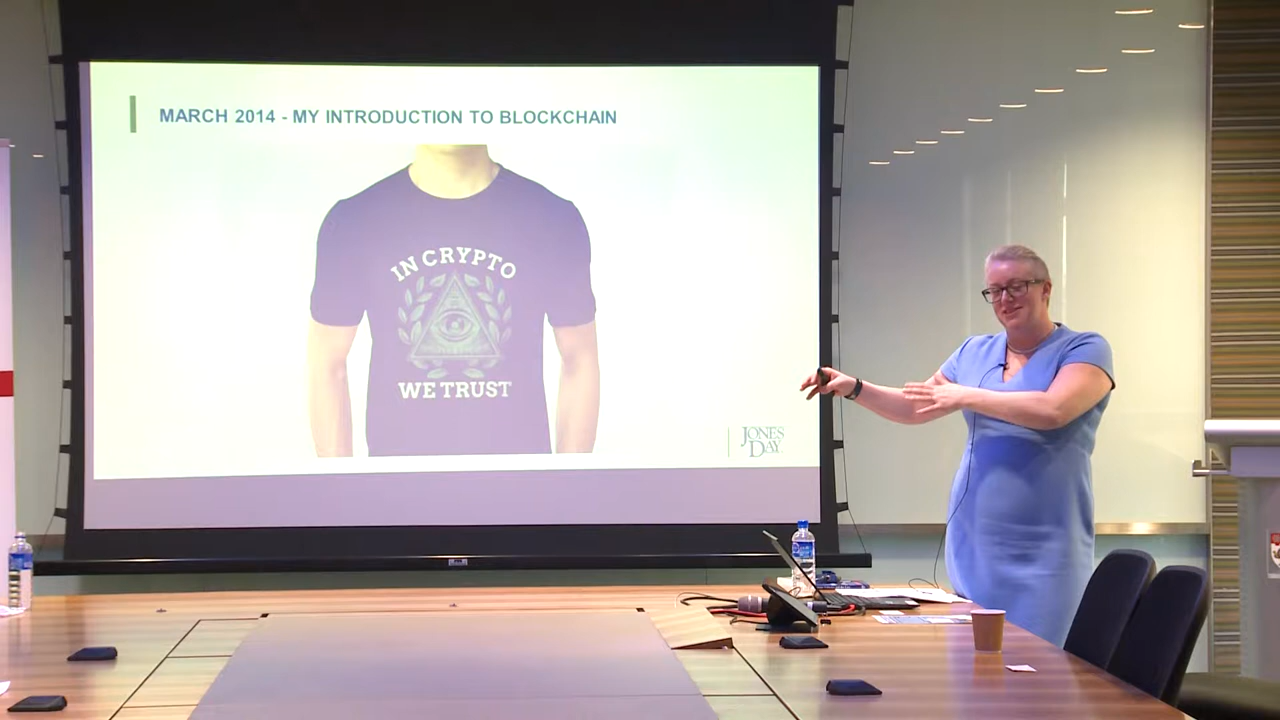 MARCH 2014 - MY INTRODUCTION TO BLOCKCHAIN
IN CRYPTO
WE TRUST
JONES
DAY